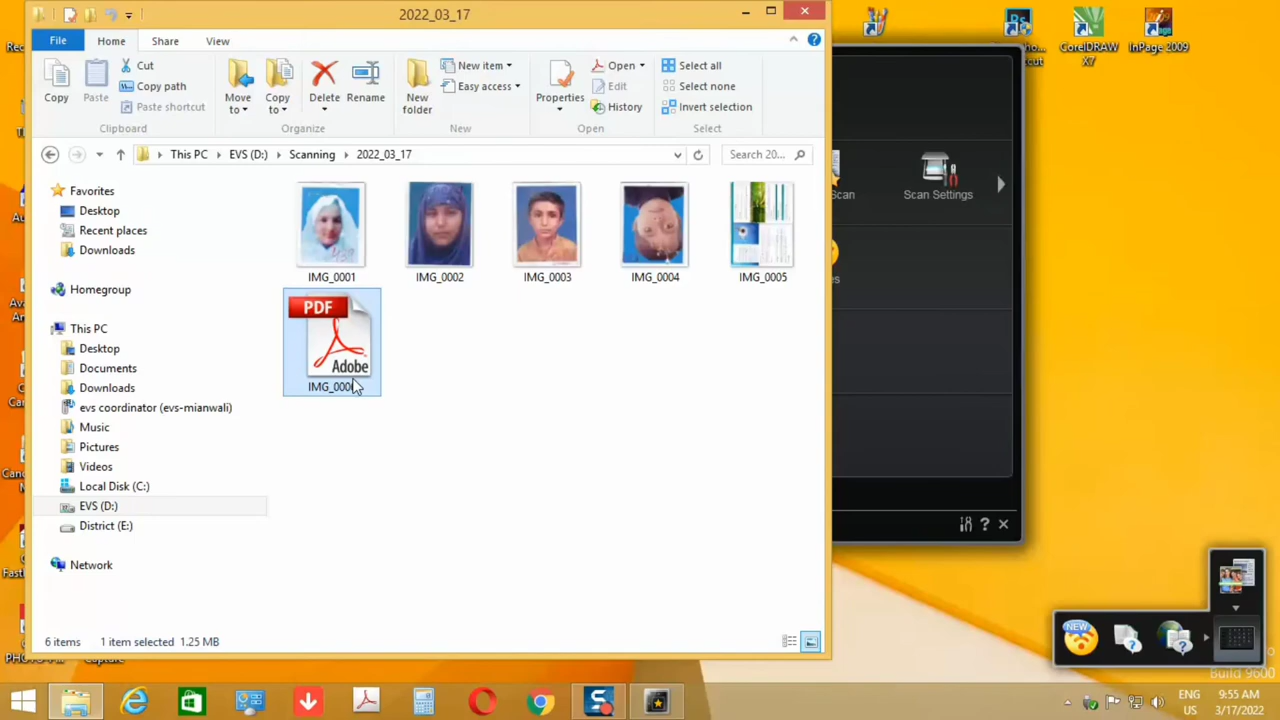 2022_03_17
File Home Share View
Copy
Paste
Cut
Copy path
Paste shortcut
Clipboard
Move to
Copy to
Delete
Rename
Organize
New folder
New item
Easy access
New
Properties
Open
Edit
History
Open
Select all
Select none
Invert selection
Select
This PC EVS (D:) Scanning 2022_03_17
Search 20...
Favorites
Desktop
Recent places
Downloads
Homegroup
This PC
Desktop
Documents
Downloads
evs coordinator (evs-mianwali)
Music
Pictures
Videos
Local Disk (C:)
EVS (D:)
District (E:)
Network
IMG_0001 IMG_0002 IMG_0003 IMG_0004 IMG_0005
PDF
Adobe
6 items 1 item selected 1.25 MB
CorelDRAW X7
InPage 2009
Scan Settings
NEW
Build 9600
ENG
US
9:55 AM
3/17/2022